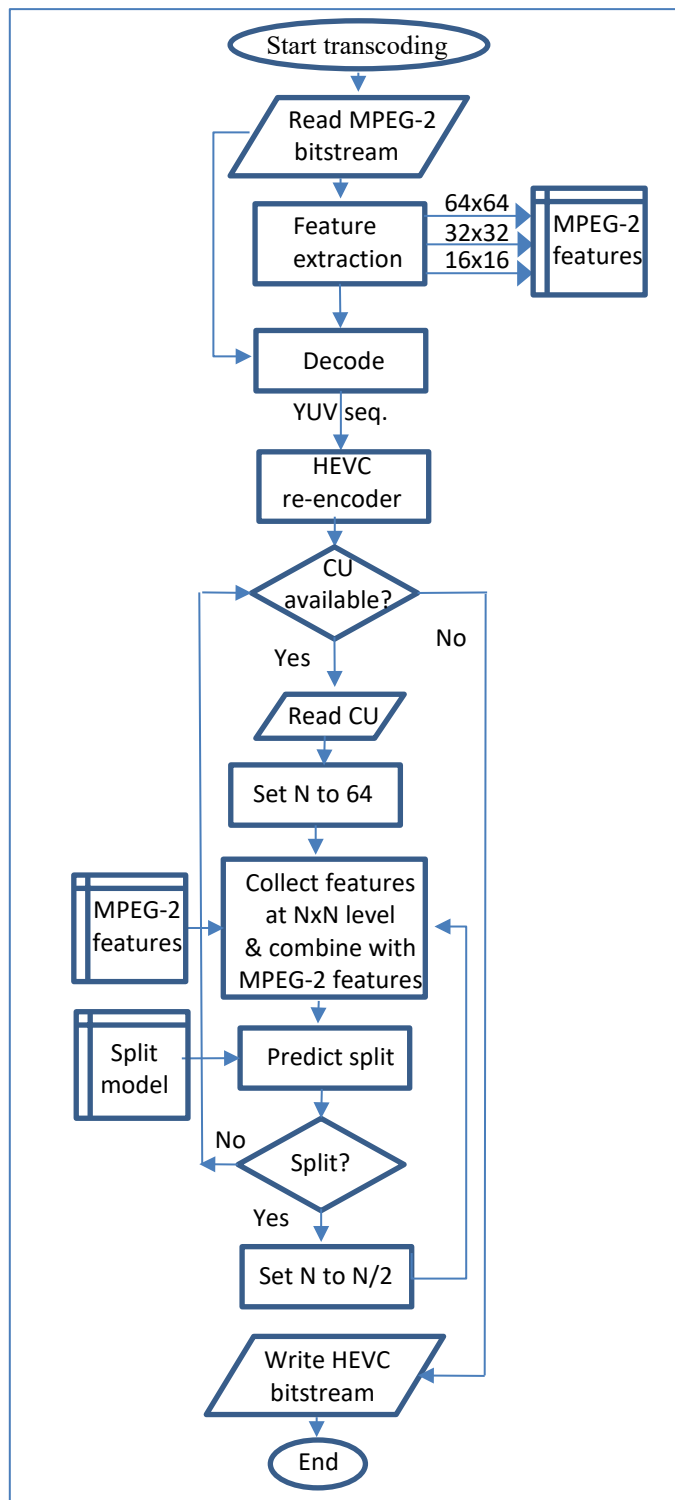 Start transcoding
Read MPEG-2
bitstream
Feature
extraction
64x64
32x32
16x16
MPEG-2
features
Decode
YUV seq.
HEVC
re-encoder
CU
available?
No
Yes
Read CU
Set N to 64
Collect features
at NxN level
& combine with
MPEG-2 features
MPEG-2
features
Split
model
Predict split
No
Split?
Yes
Set N to N/2
Write HEVC
bitstream
End